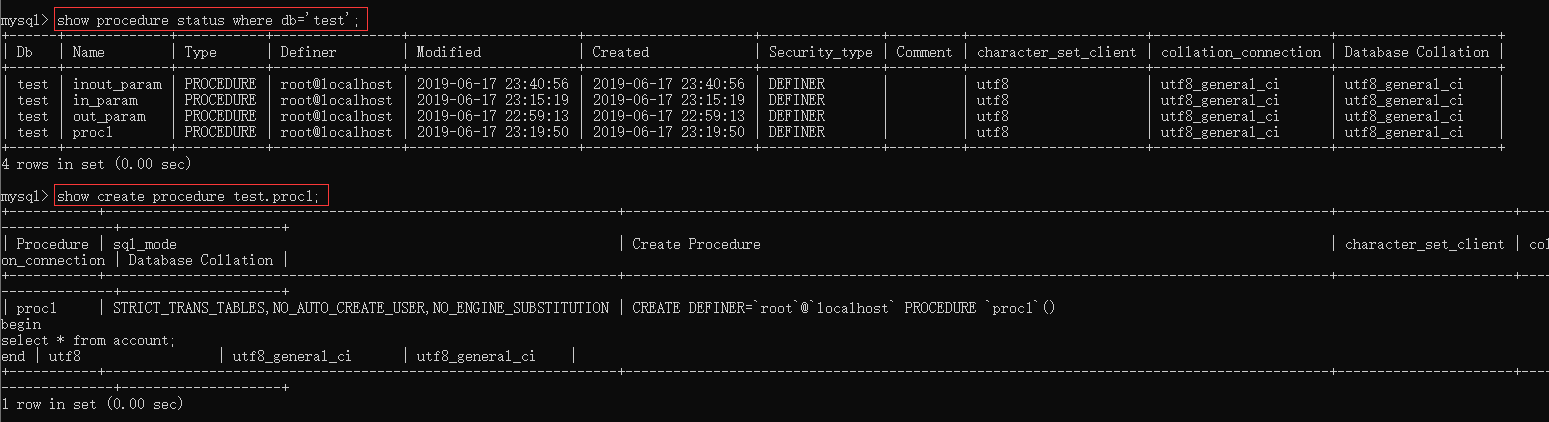 mysql> show procedure status where db='test';
+------+-------------+-----------+----------------+---------------------+---------------------+---------------+---------+----------------------+----------------------+--------------------+
| Db   | Name        | Type      | Definer        | Modified            | Created             | Security_type | Comment | character_set_client | collation_connection | Database Collation |
+------+-------------+-----------+----------------+---------------------+---------------------+---------------+---------+----------------------+----------------------+--------------------+
| test | inout_param | PROCEDURE | root@localhost | 2019-06-17 23:40:56 | 2019-06-17 23:40:56 | DEFINER       |         | utf8                 | utf8_general_ci      | utf8_general_ci    |
| test | in_param    | PROCEDURE | root@localhost | 2019-06-17 23:15:19 | 2019-06-17 23:15:19 | DEFINER       |         | utf8                 | utf8_general_ci      | utf8_general_ci    |
| test | out_param   | PROCEDURE | root@localhost | 2019-06-17 22:59:13 | 2019-06-17 22:59:13 | DEFINER       |         | utf8                 | utf8_general_ci      | utf8_general_ci    |
| test | proc1       | PROCEDURE | root@localhost | 2019-06-17 23:19:50 | 2019-06-17 23:19:50 | DEFINER       |         | utf8                 | utf8_general_ci      | utf8_general_ci    |
+------+-------------+-----------+----------------+---------------------+---------------------+---------------+---------+----------------------+----------------------+--------------------+
4 rows in set (0.00 sec)
mysql> show create procedure test.proc1;
| Procedure | sql_mode | Create Procedure | character_set_client | col
on_connection | Database Collation |
| proc1     | STRICT_TRANS_TABLES,NO_AUTO_CREATE_USER,NO_ENGINE_SUBSTITUTION | CREATE DEFINER=`root`@`localhost` PROCEDURE `proc1`()
begin
select * from account;
end | utf8                 | utf8_general_ci      | utf8_general_ci    |
1 row in set (0.00 sec)